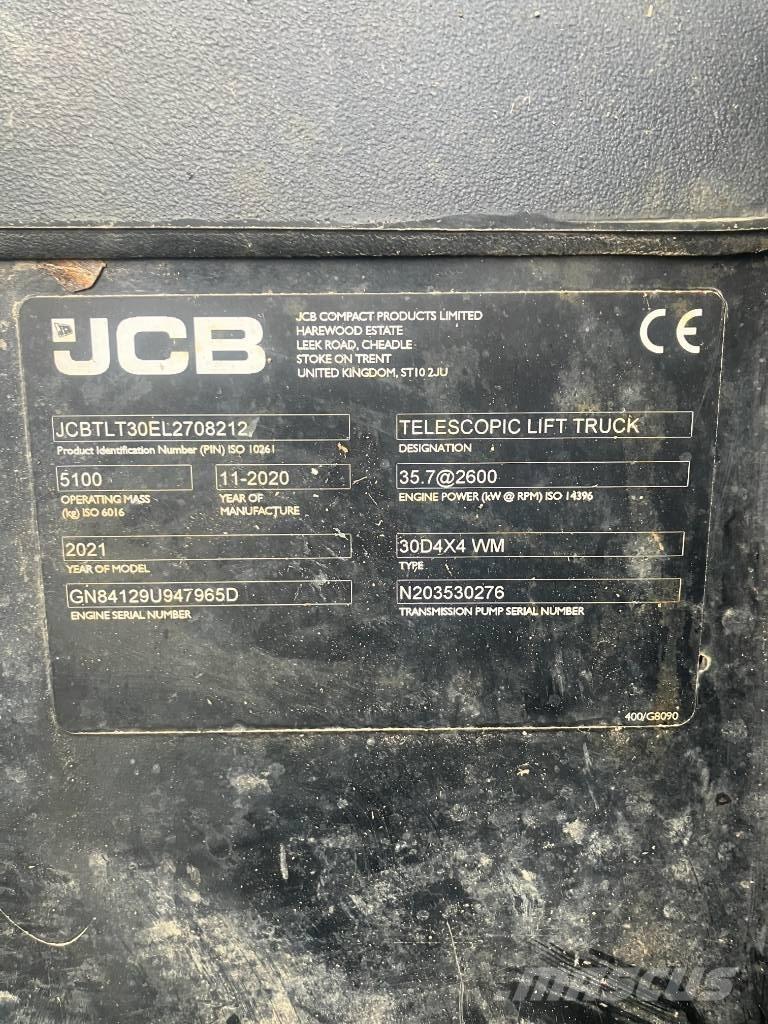 JCB
JCB COMPACT PRODUCTS LIMITED
HAREWOOD ESTATE
LEEK ROAD, CHEADLE
STOKE ON TRENT
UNITED KINGDOM, ST10 2JU
CE
JCBTLT30EL2708212
Product Identification Number (PIN) ISO 10261
TELESCOPIC LIFT TRUCK
DESIGNATION
5100
OPERATING MASS
(kg) ISO 6016
11-2020
YEAR OF
MANUFACTURE
35.7@2600
ENGINE POWER (kW @ RPM) ISO 14396
2021
YEAR OF MODEL
30D4X4 WM
TYPE
GN84129U947965D
ENGINE SERIAL NUMBER
N203530276
TRANSMISSION PUMP SERIAL NUMBER
400/G8090
MASCUS